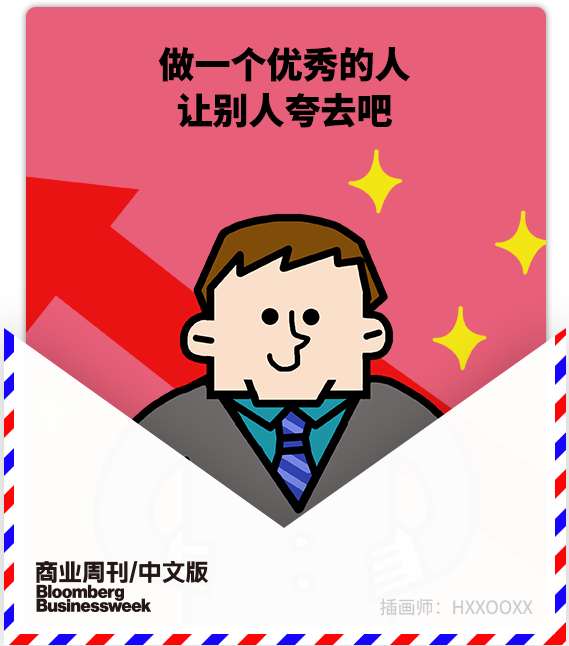 做一个优秀的人
让别人夸去吧
商业周刊/中文版
Bloomberg
Businessweek
插画师：HXXOOXX